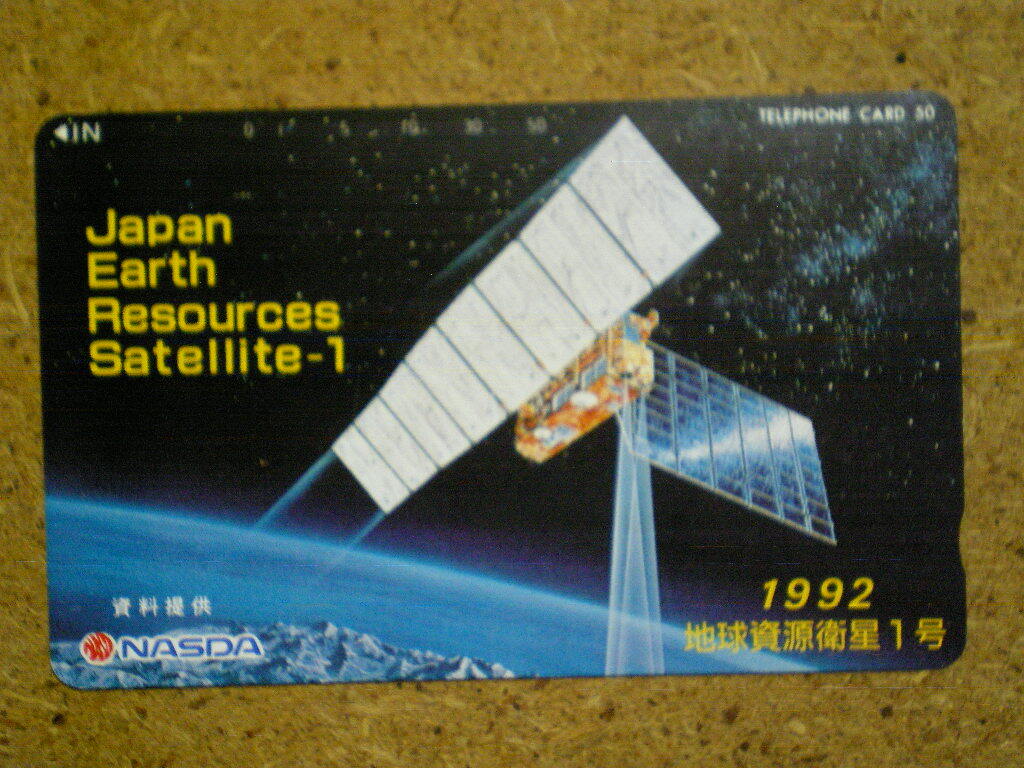 ◀IN
0 1 5 10 30 50
TELEPHONE CARD 50
Japan
Earth
Resources
Satellite-1
1992
地球資源衛星1号
資料提供
NASDA